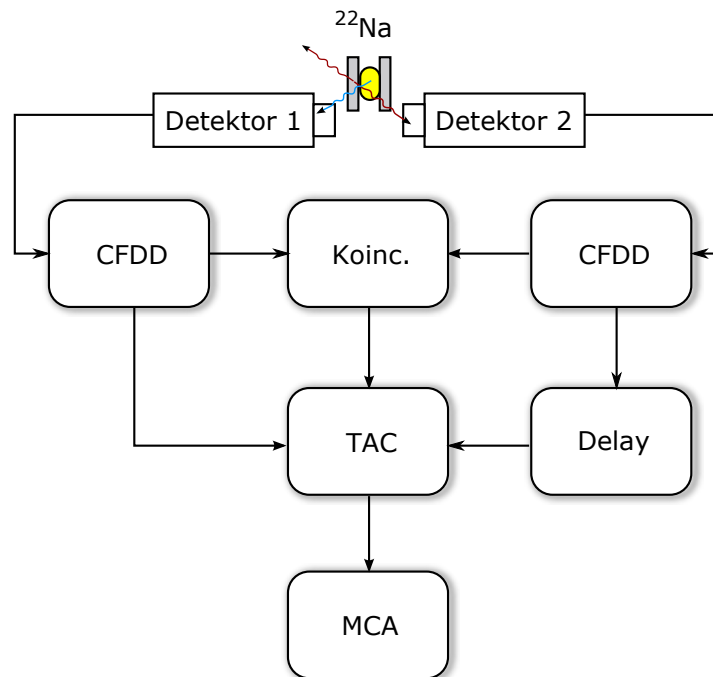 ²²Na
Detektor 1
Detektor 2
CFDD
Koinc.
CFDD
TAC
Delay
MCA